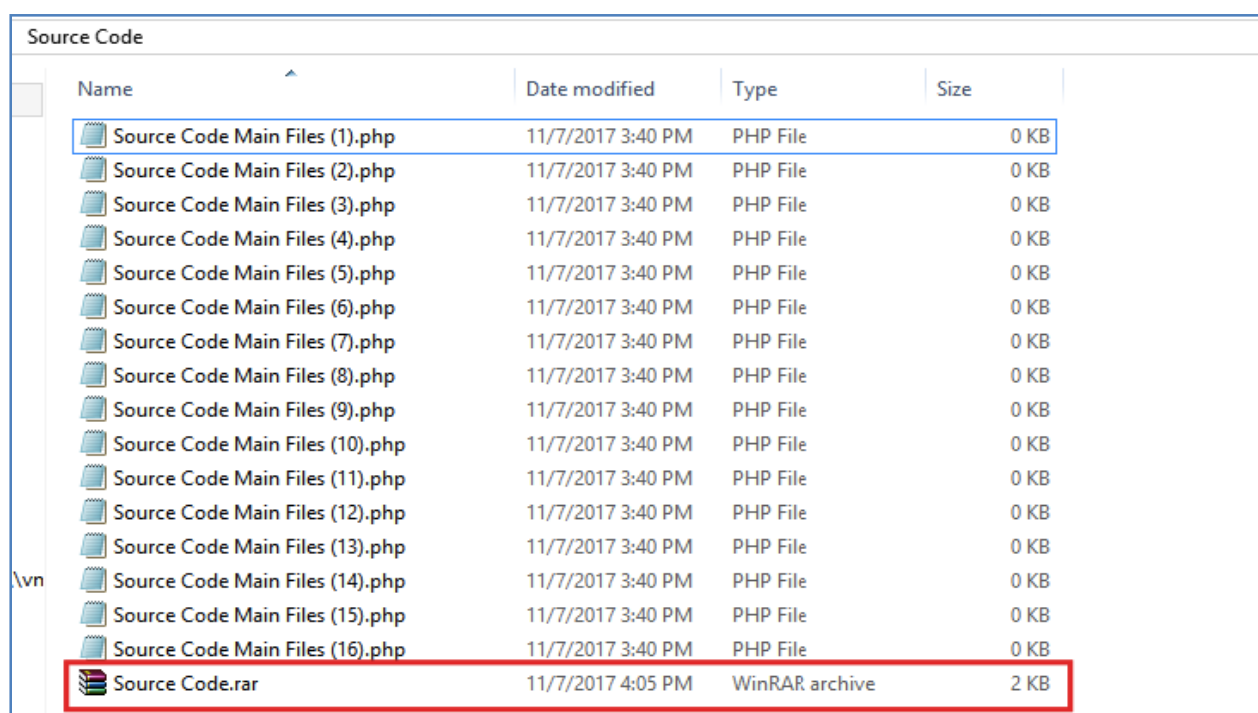 Source Code
Name Date modified Type Size
Source Code Main Files (1).php 11/7/2017 3:40 PM PHP File 0 KB
Source Code Main Files (2).php 11/7/2017 3:40 PM PHP File 0 KB
Source Code Main Files (3).php 11/7/2017 3:40 PM PHP File 0 KB
Source Code Main Files (4).php 11/7/2017 3:40 PM PHP File 0 KB
Source Code Main Files (5).php 11/7/2017 3:40 PM PHP File 0 KB
Source Code Main Files (6).php 11/7/2017 3:40 PM PHP File 0 KB
Source Code Main Files (7).php 11/7/2017 3:40 PM PHP File 0 KB
Source Code Main Files (8).php 11/7/2017 3:40 PM PHP File 0 KB
Source Code Main Files (9).php 11/7/2017 3:40 PM PHP File 0 KB
Source Code Main Files (10).php 11/7/2017 3:40 PM PHP File 0 KB
Source Code Main Files (11).php 11/7/2017 3:40 PM PHP File 0 KB
Source Code Main Files (12).php 11/7/2017 3:40 PM PHP File 0 KB
Source Code Main Files (13).php 11/7/2017 3:40 PM PHP File 0 KB
\vn Source Code Main Files (14).php 11/7/2017 3:40 PM PHP File 0 KB
Source Code Main Files (15).php 11/7/2017 3:40 PM PHP File 0 KB
Source Code Main Files (16).php 11/7/2017 3:40 PM PHP File 0 KB
Source Code.rar 11/7/2017 4:05 PM WinRAR archive 2 KB